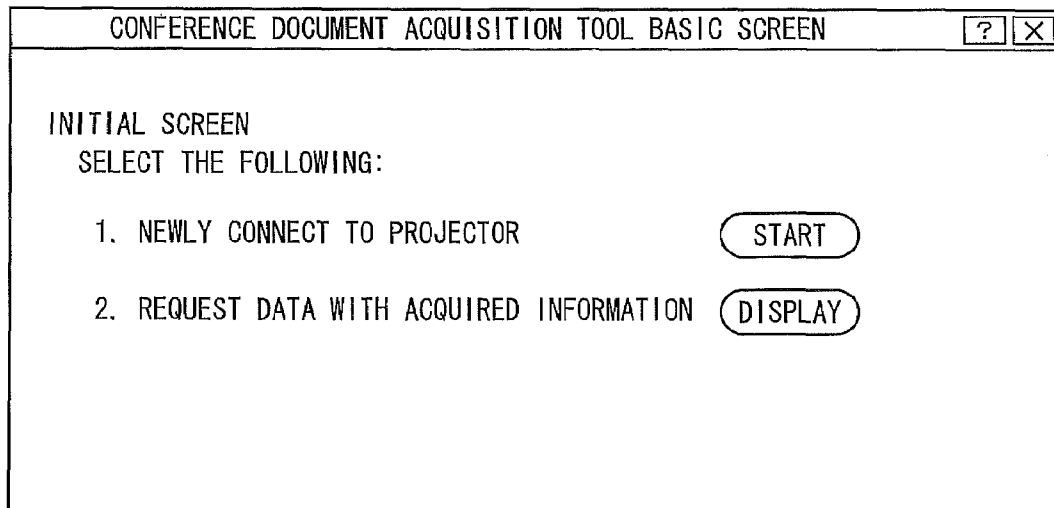 CONFERENCE DOCUMENT ACQUISITION TOOL BASIC SCREEN ? X
INITIAL SCREEN
SELECT THE FOLLOWING:
1. NEWLY CONNECT TO PROJECTOR START
2. REQUEST DATA WITH ACQUIRED INFORMATION DISPLAY